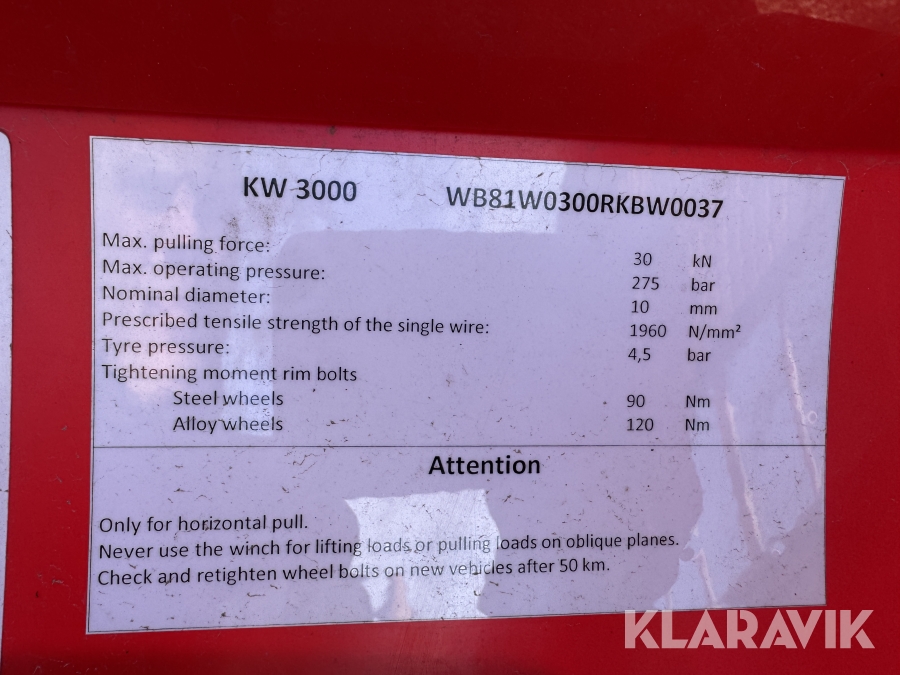 KW 3000 WB81W0300RKBW0037
Max. pulling force: 30 kN
Max. operating pressure: 275 bar
Nominal diameter: 10 mm
Prescribed tensile strength of the single wire: 1960 N/mm²
Tyre pressure: 4,5 bar
Tightening moment rim bolts
Steel wheels 90 Nm
Alloy wheels 120 Nm
Attention
Only for horizontal pull.
Never use the winch for lifting loads or pulling loads on oblique planes.
Check and retighten wheel bolts on new vehicles after 50 km.
KLARAVIK